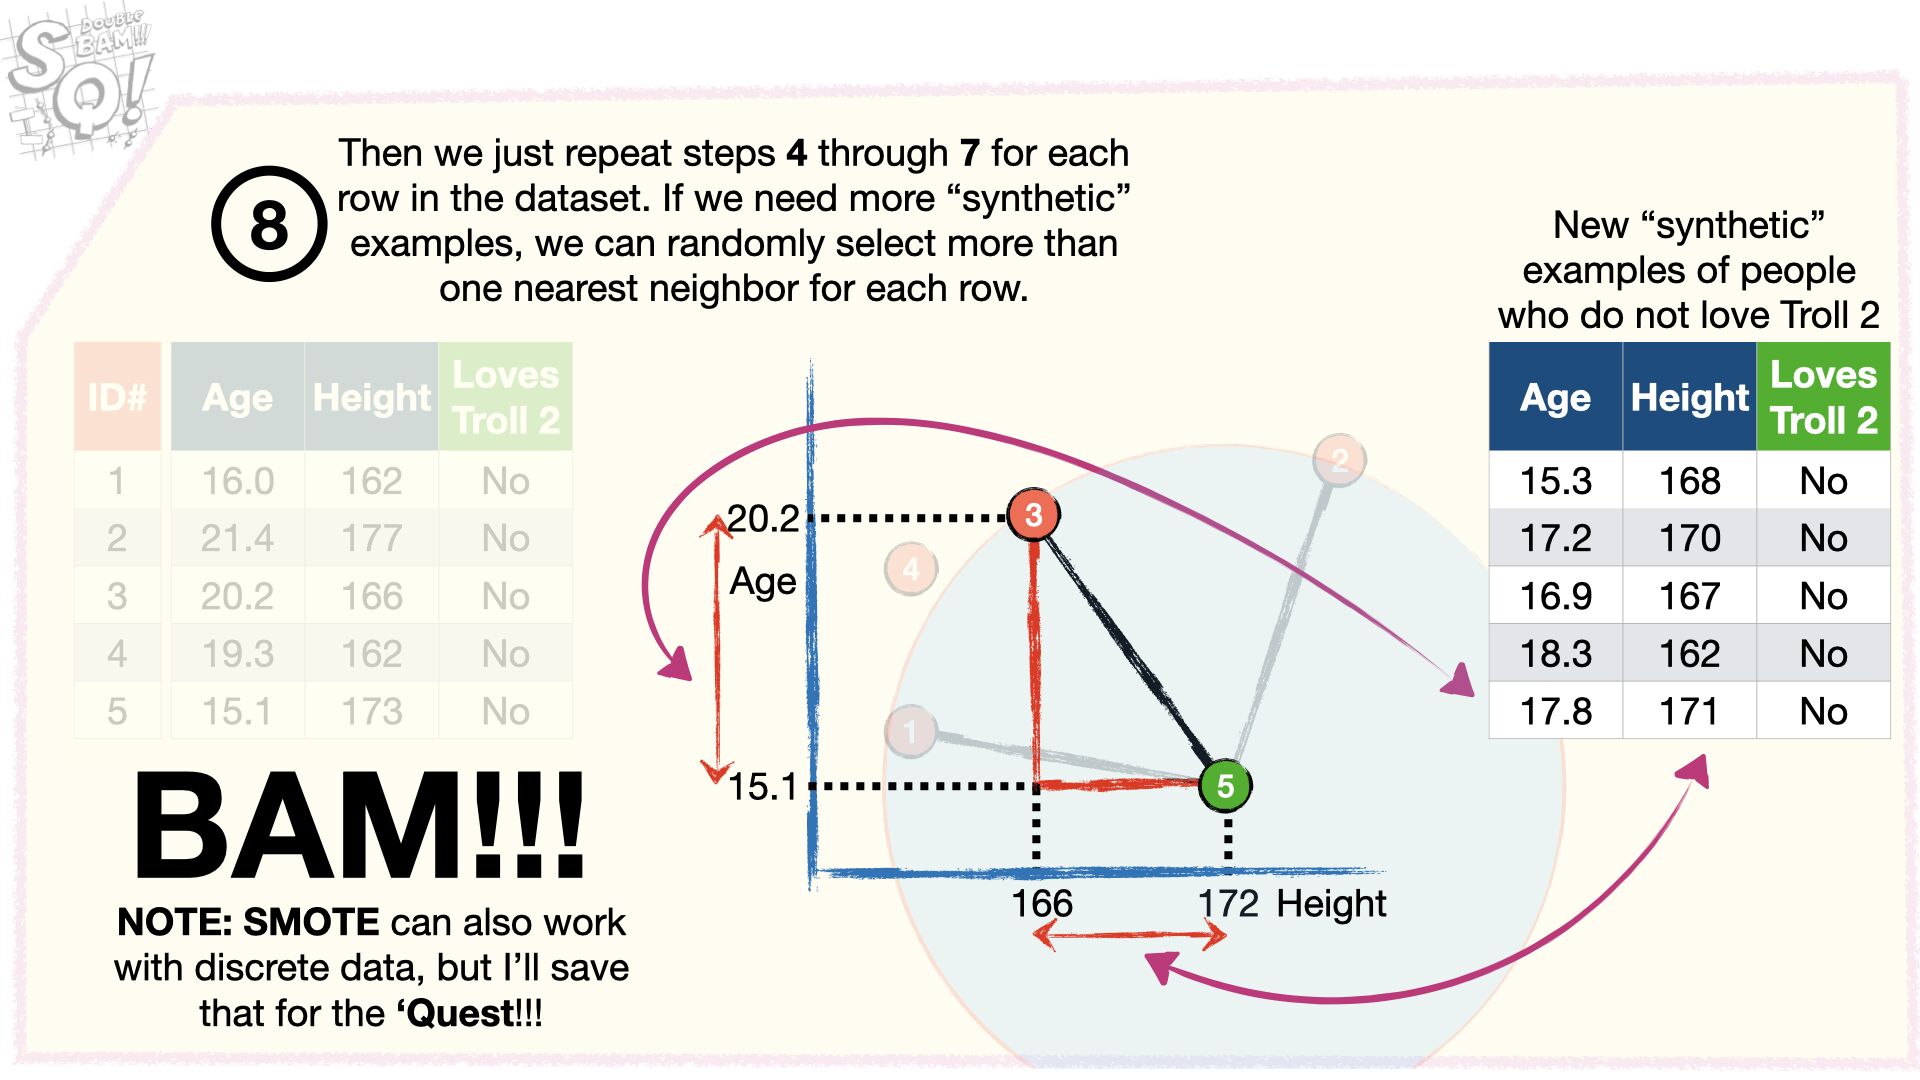 DOUBLE
BAM!!!
SQ!
8
Then we just repeat steps 4 through 7 for each
row in the dataset. If we need more “synthetic”
examples, we can randomly select more than
one nearest neighbor for each row.
ID# Age Height Loves Troll 2
1 16.0 162 No
2 21.4 177 No
3 20.2 166 No
4 19.3 162 No
5 15.1 173 No
BAM!!!
NOTE: SMOTE can also work
with discrete data, but I’ll save
that for the ‘Quest!!!
20.2
Age
15.1
2
3
4
1
5
166 172 Height
New “synthetic”
examples of people
who do not love Troll 2
Age Height Loves Troll 2
15.3 168 No
17.2 170 No
16.9 167 No
18.3 162 No
17.8 171 No